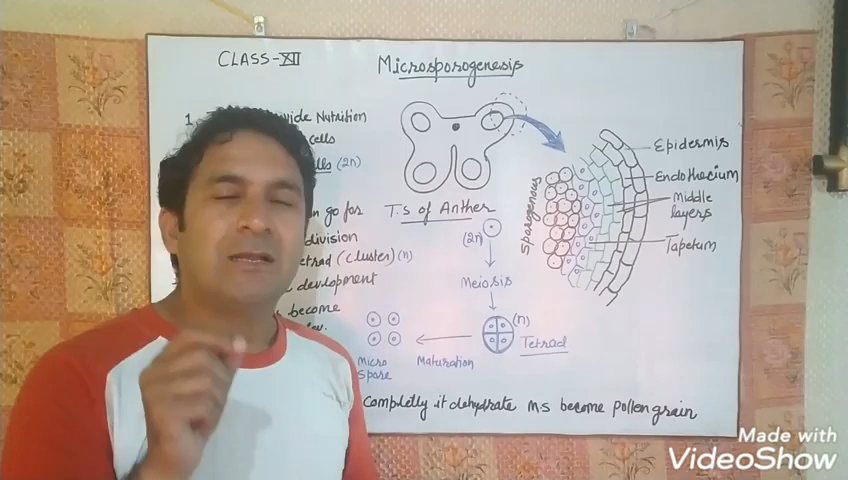 CLASS-XII
Microsporogenesis
1.
vide Nutrition
cells
lls (2n)
n go for
division
etrad (cluster) (n)
development
become
T.S of Anther
Sporogenous
Epidermis
Endothecium
Middle
layers
Tapetum
(2n)
Meiosis
(n)
Tetrad
Maturation
Micro
Spore
completly it dehydrate M.S become pollen grain
Made with
VideoShow